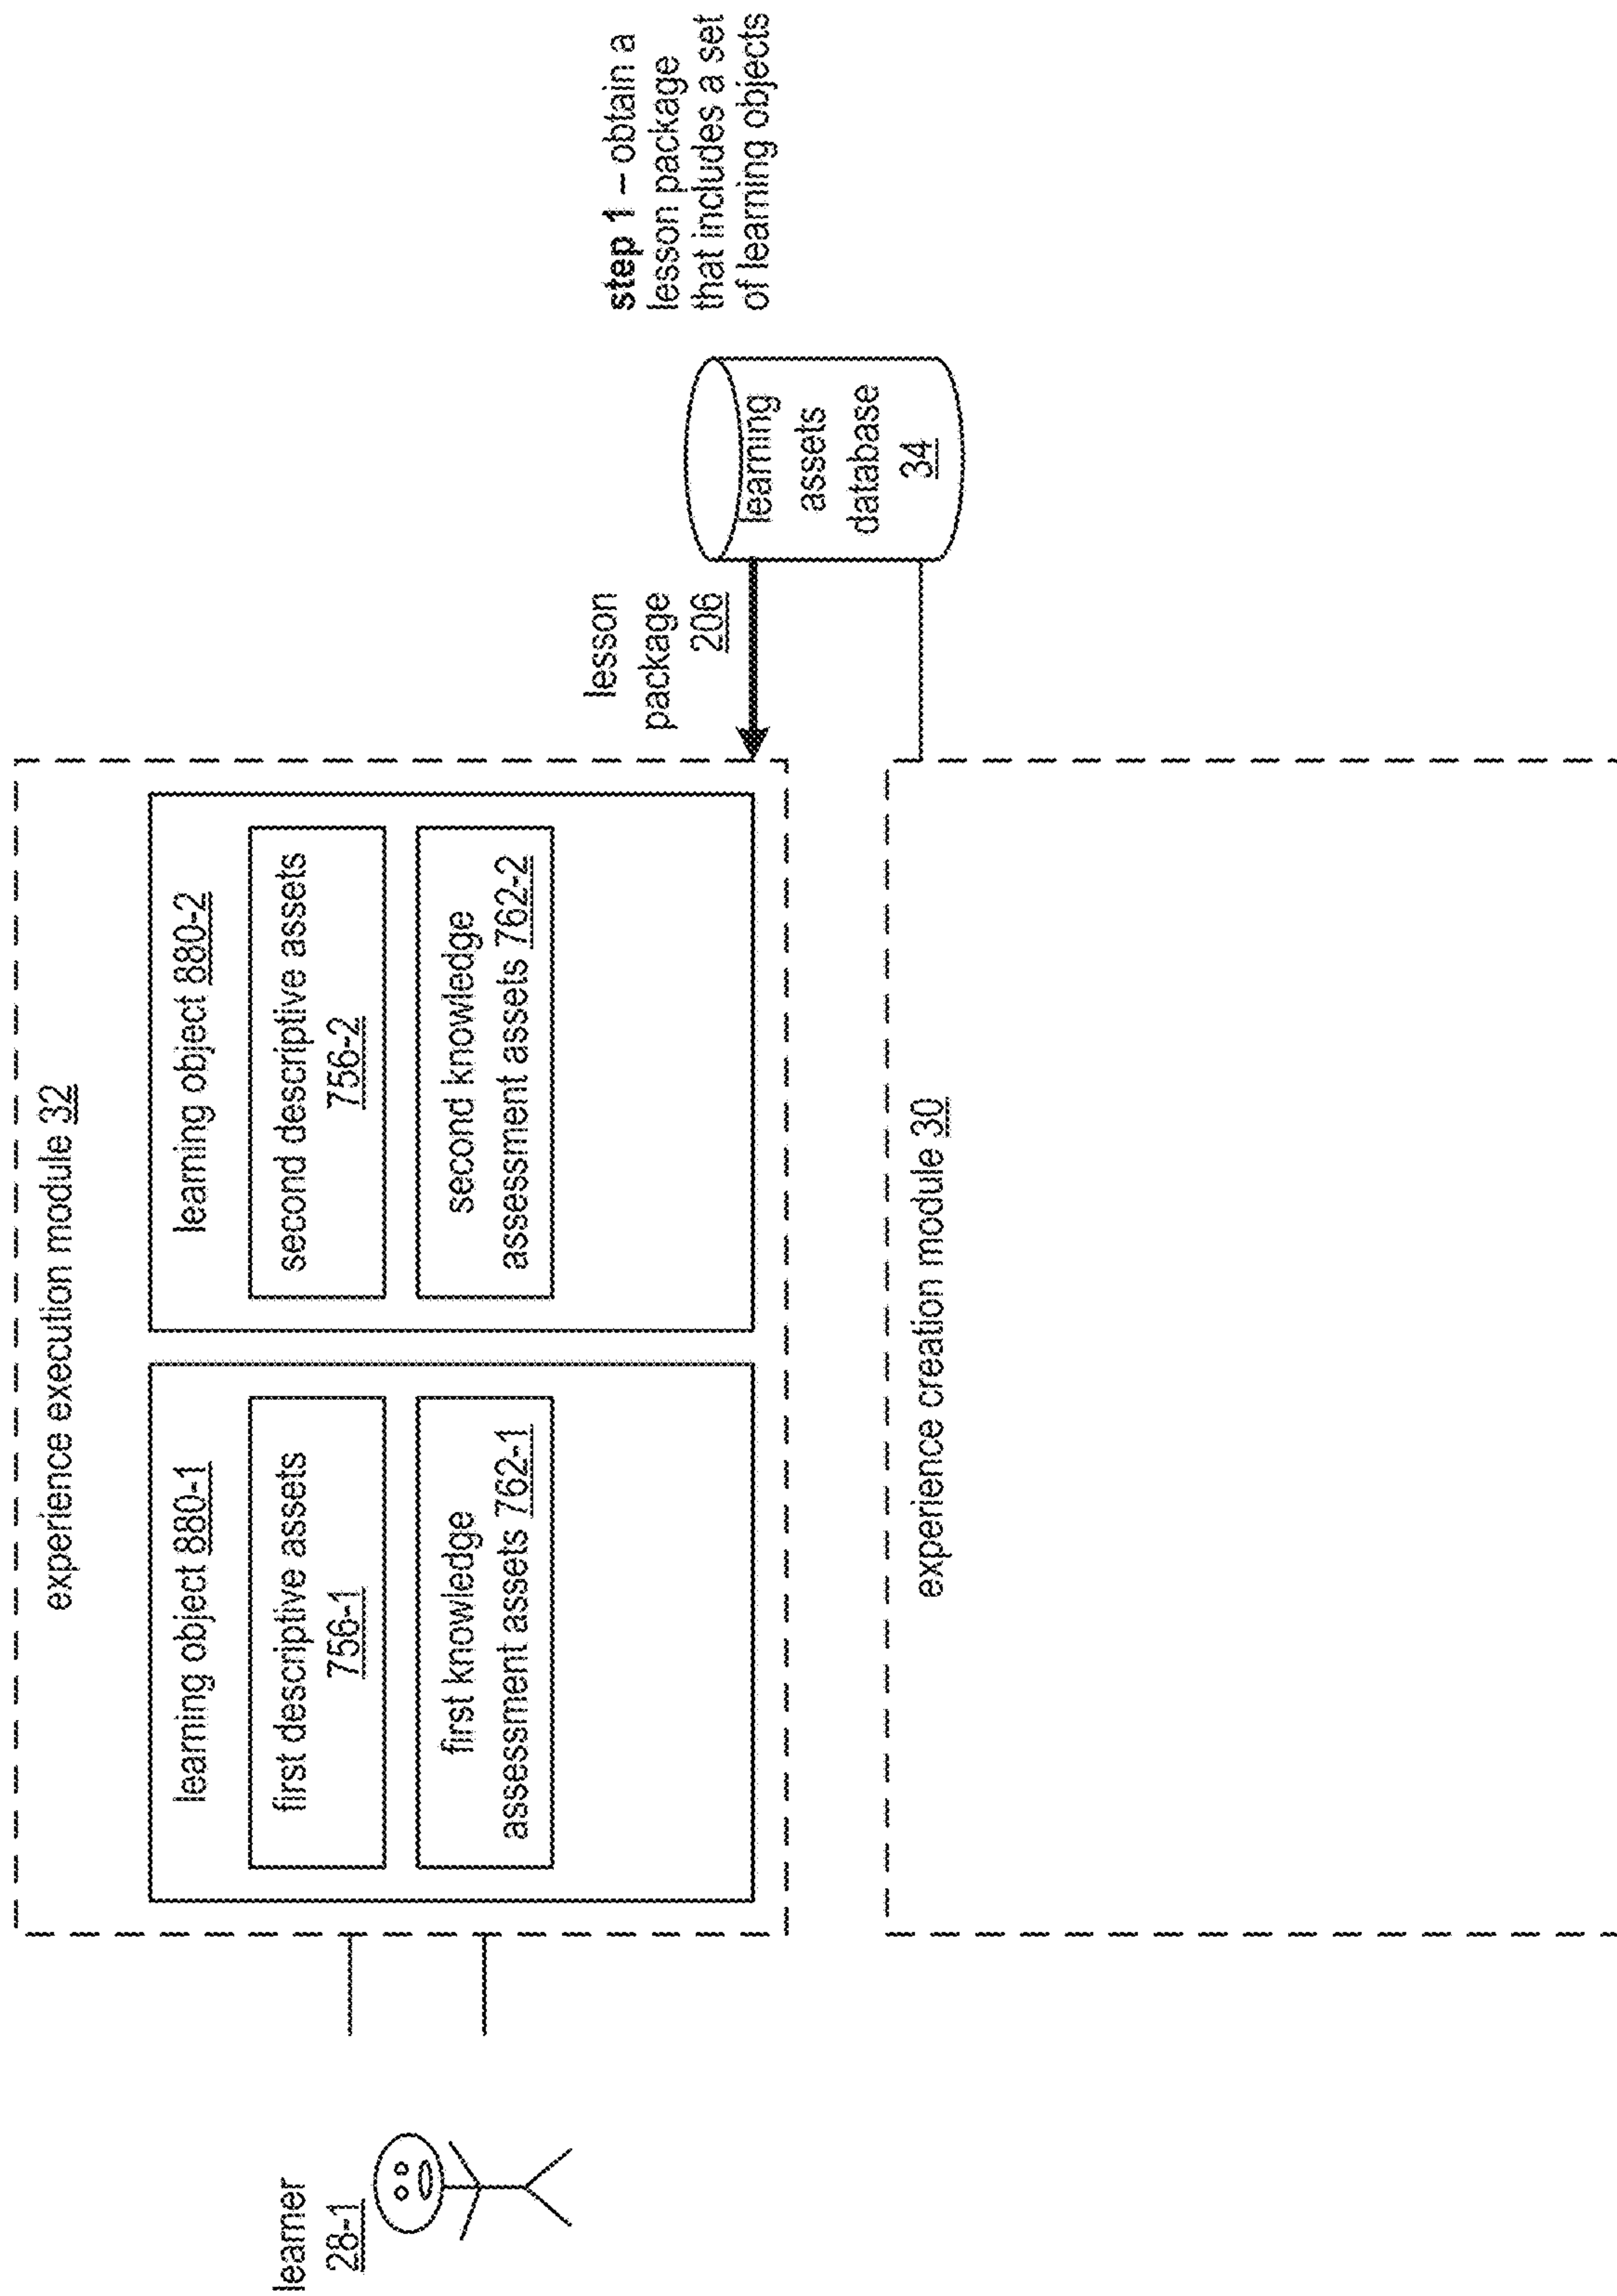 experience execution module 32
learner
28-1
learning object 880-1
first descriptive assets
756-1
first knowledge
assessment assets 762-1
learning object 880-2
second descriptive assets
756-2
second knowledge
assessment assets 762-2
lesson
package
206
step 1 – obtain a
lesson package
that includes a set
of learning objects
learning
assets
database
34
experience creation module 30